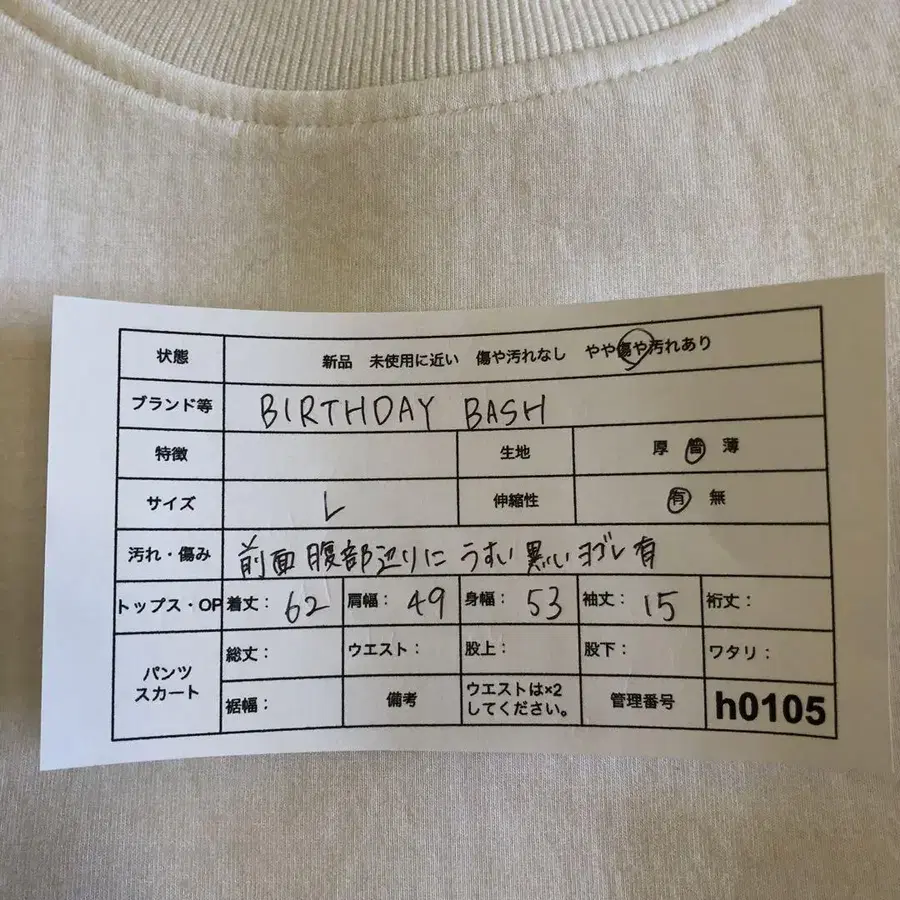 状態 新品 未使用に近い 傷や汚れなし やや傷や汚れあり
ブランド等 BIRTHDAY BASH
特徴 生地 厚 普 薄
サイズ L 伸縮性 有 無
汚れ・傷み 前面腹部辺りにうすい黒いヨゴレ有
トップス・OP 着丈：62 肩幅：49 身幅：53 袖丈：15 裄丈：
パンツ スカート 総丈： ウエスト： 股上： 股下： ワタリ：
裾幅： 備考 ウエストは×2 してください。 管理番号 h0105